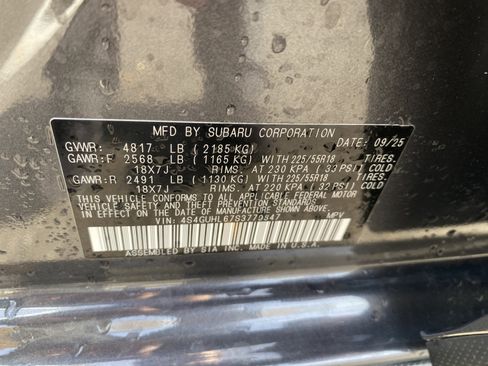 MFD BY SUBARU CORPORATION DATE: 09/25
GVWR: 4817 LB ( 2185 KG)
GAWR:F 2568 LB ( 1165 KG) WITH 225/55R18 TIRES.
18X7J RIMS. AT 230 KPA ( 33 PSI) COLD
GAWR:R 2491 LB ( 1130 KG) WITH 225/55R18 TIRES.
18X7J RIMS. AT 220 KPA ( 32 PSI) COLD
THIS VEHICLE CONFORMS TO ALL APPLICABLE FEDERAL MOTOR
VEHICLE SAFETY, BUMPER, AND THEFT PREVENTION
STANDARDS IN EFFECT ON THE DATE OF MANUFACTURE
SHOWN ABOVE.
VIN: 4S4GUHL67S3772547 MPV
ASSEMBLED BY SIA INC. IN U.S.A.